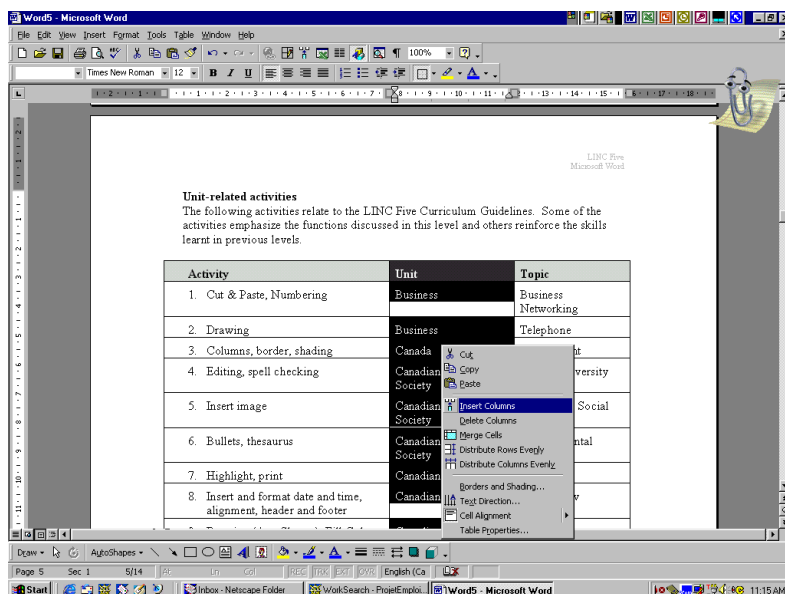 Word5 - Microsoft Word
File Edit View Insert Format Tools Table Window Help
100%
Times New Roman 12 B I U
LINC Five
Microsoft Word
Unit-related activities
The following activities relate to the LINC Five Curriculum Guidelines. Some of the
activities emphasize the functions discussed in this level and others reinforce the skills
learnt in previous levels.
Activity Unit Topic
1. Cut & Paste, Numbering Business Business
Networking
2. Drawing Business Telephone
3. Columns, border, shading Canada
4. Editing, spell checking Canadian versity
Society
5. Insert image Canadian Social
Society
6. Bullets, thesaurus Canadian ntal
Society
7. Highlight, print Canadian
8. Insert and format date and time, Canadian
alignment, header and footer
Cut
Copy
Paste
Insert Columns
Delete Columns
Merge Cells
Distribute Rows Evenly
Distribute Columns Evenly
Borders and Shading...
Text Direction...
Cell Alignment
Table Properties...
Draw AutoShapes
Page 5 Sec 1 5/14 At Ln Col REC TRK EXT OVR English (Ca
Start Inbox - Netscape Folder WorkSearch - ProjetEmploi... Word5 - Microsoft Word 11:15 AM